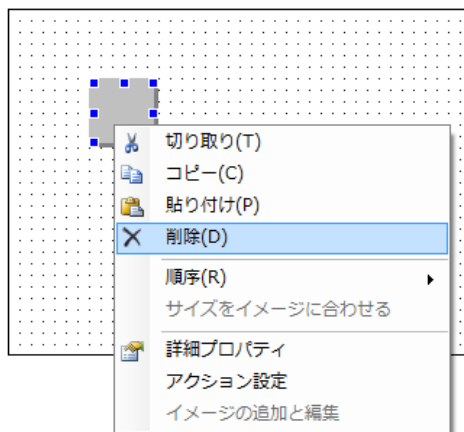 切り取り(T)
コピー(C)
貼り付け(P)
削除(D)
順序(R)
サイズをイメージに合わせる
詳細プロパティ
アクション設定
イメージの追加と編集